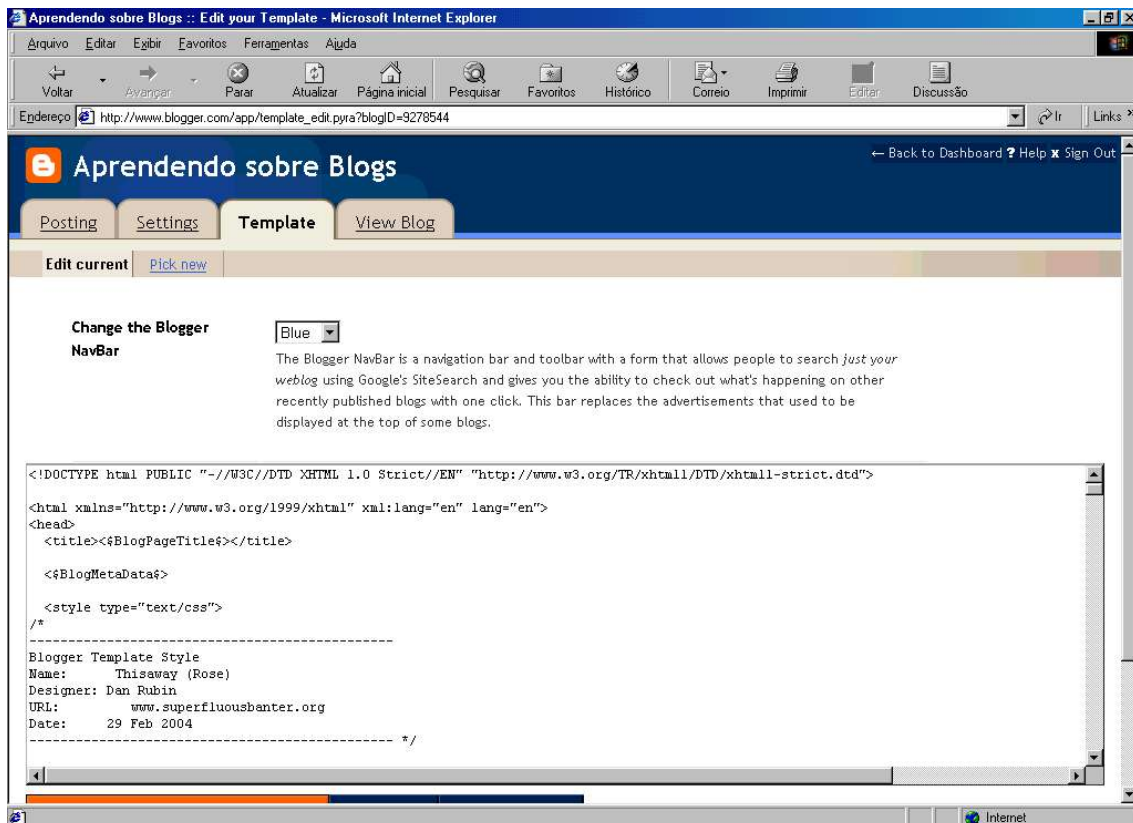 Aprendendo sobre Blogs :: Edit your Template - Microsoft Internet Explorer
Arquivo Editar Exibir Favoritos Ferramentas Ajuda
Voltar Avançar Parar Atualizar Página inicial Pesquisar Favoritos Histórico Correio Imprimir Editar Discussão
Endereço http://www.blogger.com/app/template_edit.pyra?blogID=9278544 Ir Links »
← Back to Dashboard ? Help x Sign Out
Aprendendo sobre Blogs
Posting Settings Template View Blog
Edit current Pick new
Change the Blogger
NavBar
Blue
The Blogger NavBar is a navigation bar and toolbar with a form that allows people to search just your
weblog using Google's SiteSearch and gives you the ability to check out what's happening on other
recently published blogs with one click. This bar replaces the advertisements that used to be
displayed at the top of some blogs.
<!DOCTYPE html PUBLIC "-//W3C//DTD XHTML 1.0 Strict//EN" "http://www.w3.org/TR/xhtml1/DTD/xhtml1-strict.dtd">
<html xmlns="http://www.w3.org/1999/xhtml" xml:lang="en" lang="en">
<head>
<title><$BlogPageTitle$></title>
<$BlogMetaData$>
<style type="text/css">
/*
-----------------------------------------------
Blogger Template Style
Name: Thisaway (Rose)
Designer: Dan Rubin
URL: www.superfluousbanter.org
Date: 29 Feb 2004
----------------------------------------------- */
Internet